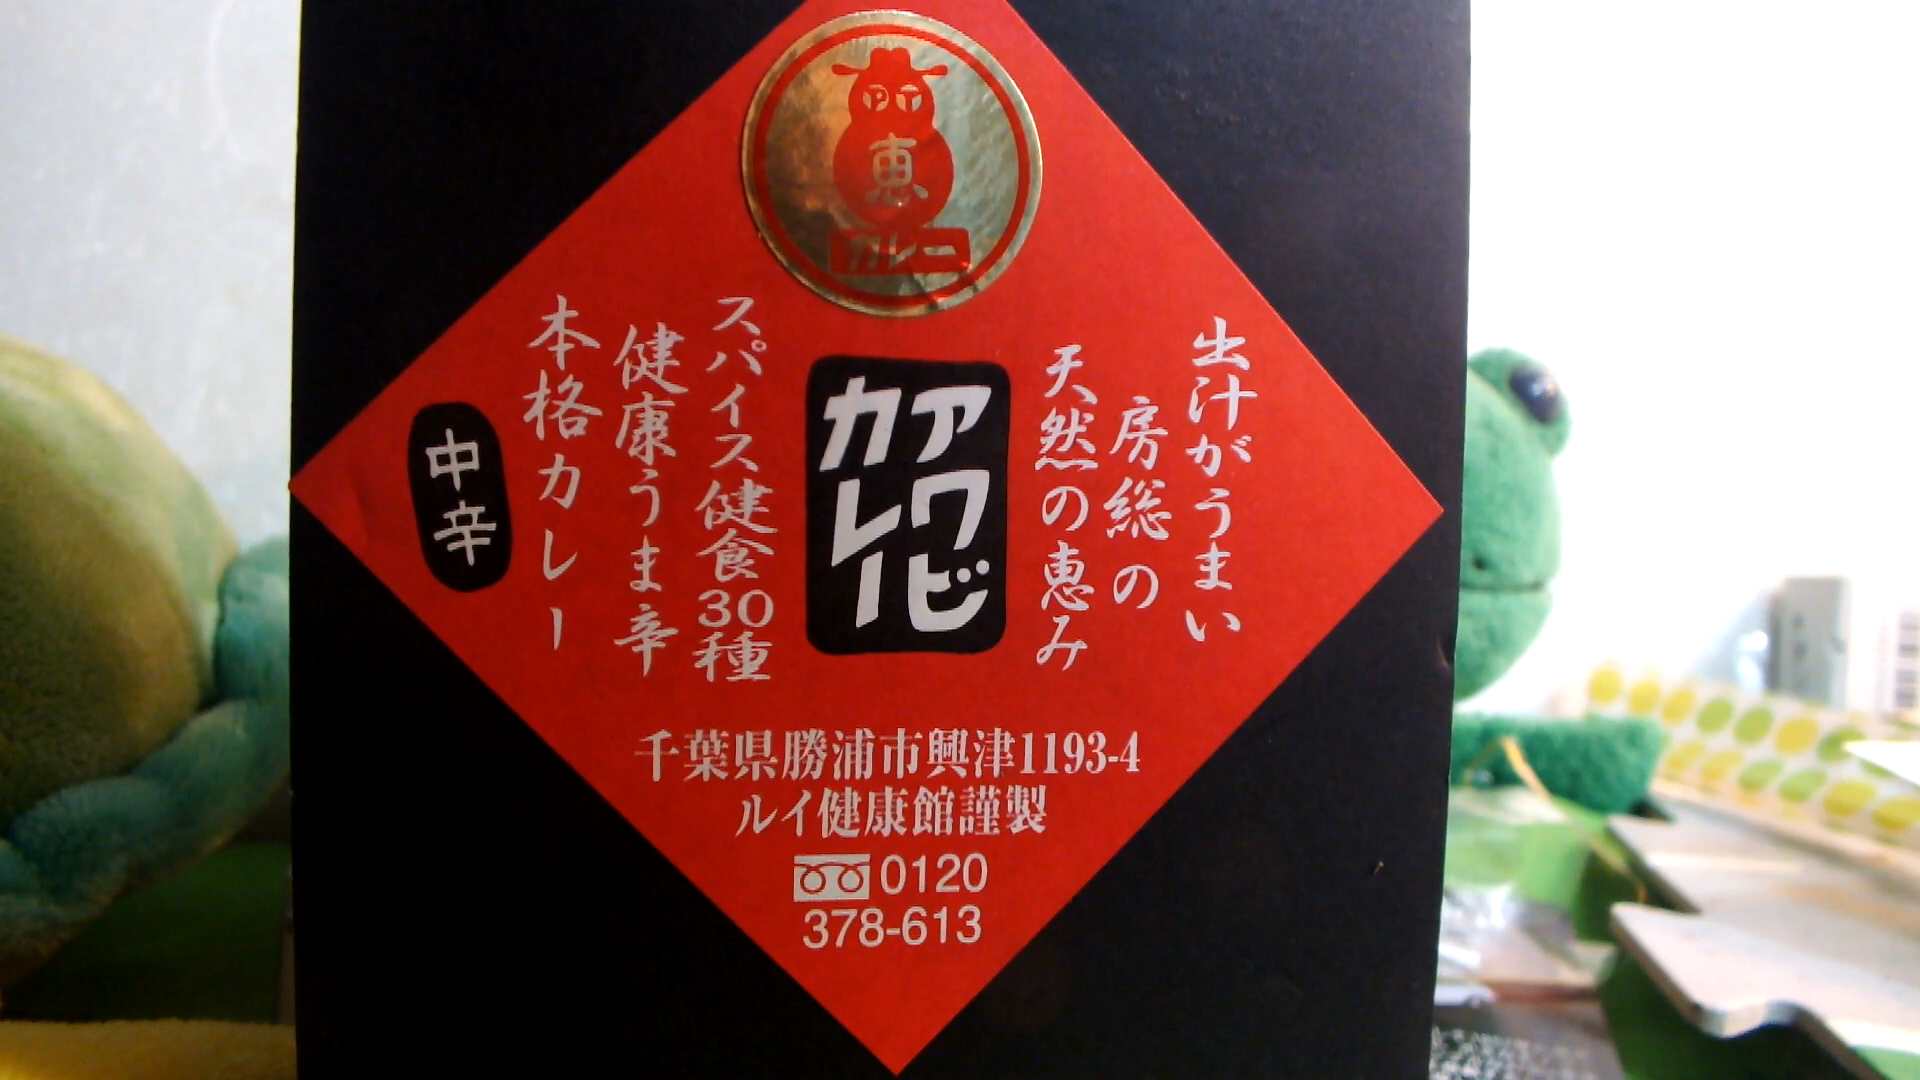 PT
恵
カレー
出汁がうまい
房総の
天然の恵み
アワビ
カレー
スパイス健食30種
健康うま辛
本格カレー
中辛
千葉県勝浦市興津1193-4
ルイ健康館謹製
0120
378-613